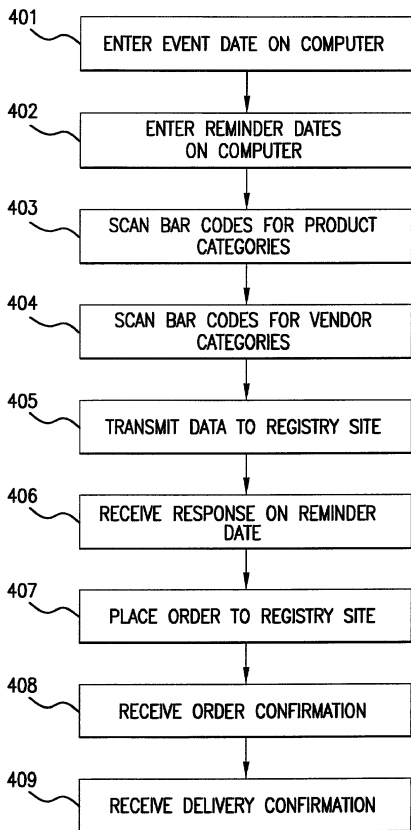 401
ENTER EVENT DATE ON COMPUTER
402
ENTER REMINDER DATES
ON COMPUTER
403
SCAN BAR CODES FOR PRODUCT
CATEGORIES
404
SCAN BAR CODES FOR VENDOR
CATEGORIES
405
TRANSMIT DATA TO REGISTRY SITE
406
RECEIVE RESPONSE ON REMINDER
DATE
407
PLACE ORDER TO REGISTRY SITE
408
RECEIVE ORDER CONFIRMATION
409
RECEIVE DELIVERY CONFIRMATION